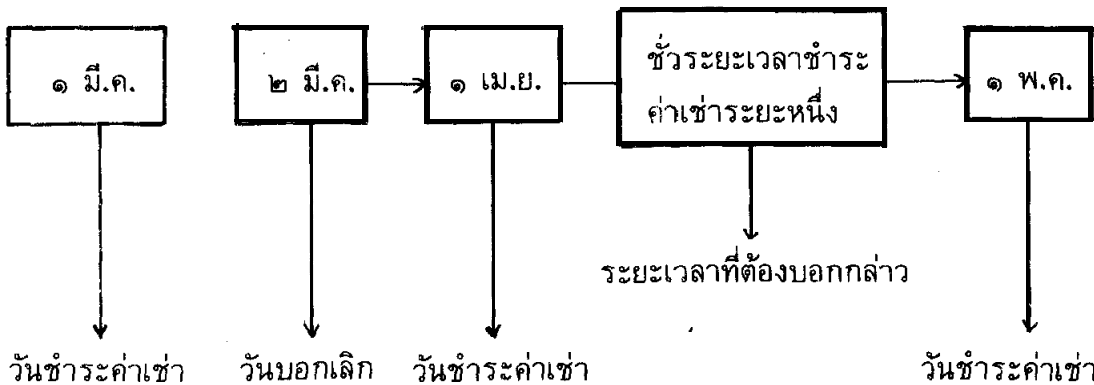 ๑ มี.ค.
๒ มี.ค.
๑ เม.ย.
ชั่วระยะเวลาชำระ
ค่าเช่าระยะหนึ่ง
๑ พ.ค.
ระยะเวลาที่ต้องบอกกล่าว
วันชำระค่าเช่า
วันบอกเลิก
วันชำระค่าเช่า
วันชำระค่าเช่า